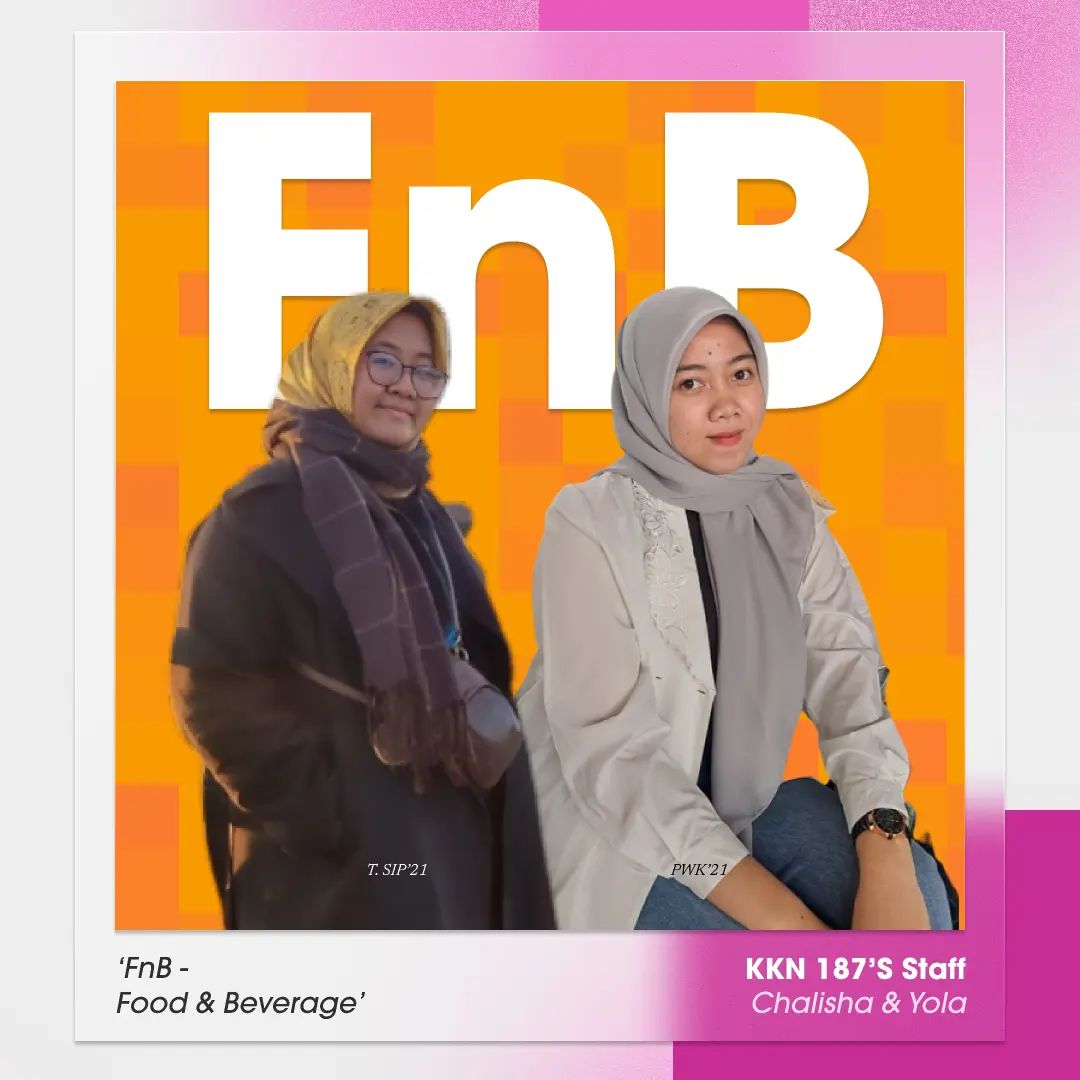 FnB
T. SIP’21
PWK’21
‘FnB -
Food & Beverage’
KKN 187’S Staff
Chalisha & Yola